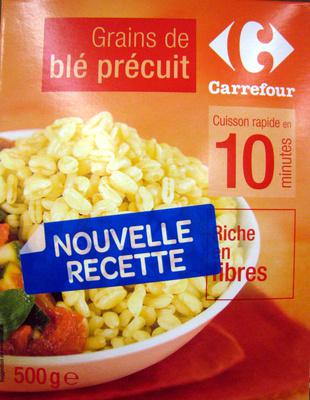 Grains de
blé précuit
Carrefour
Cuisson rapide en
10
minutes
NOUVELLE
RECETTE
Riche
en
fibres
500g e